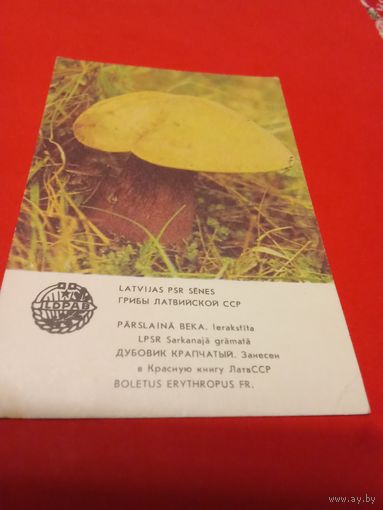 LATVIJAS PSR SĒNES
ГРИБЫ ЛАТВИЙСКОЙ ССР
LDPAB
PĀRSLAINĀ BEKA. Ierakstīta
LPSR Sarkanajā grāmatā
ДУБОВИК КРАПЧАТЫЙ. Занесен
в Красную книгу ЛатвССР
BOLETUS ERYTHROPUS FR.
www.ay.by